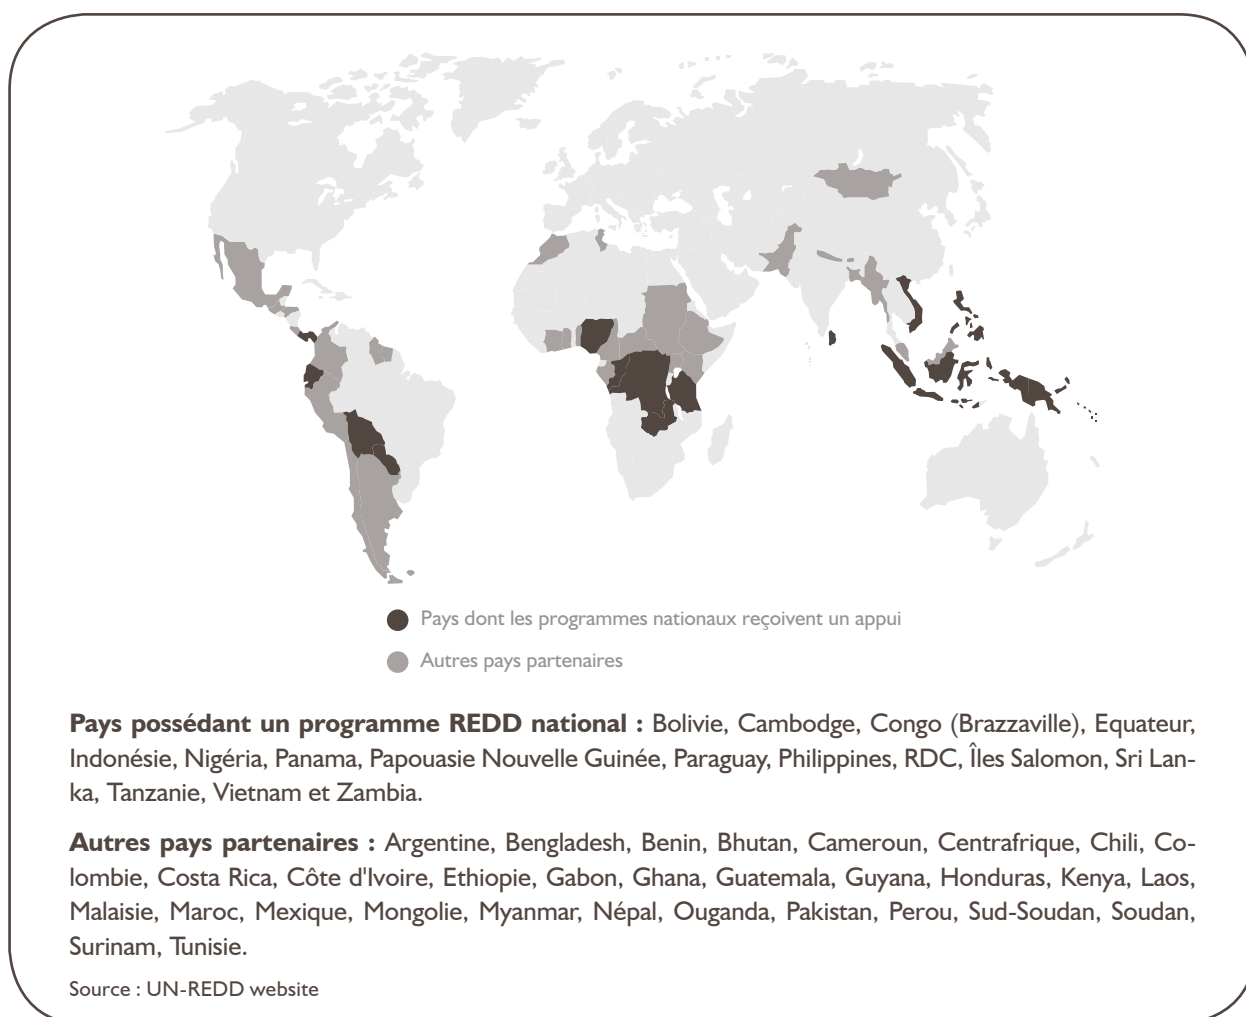 Pays dont les programmes nationaux reçoivent un appui
Autres pays partenaires
Pays possédant un programme REDD national : Bolivie, Cambodge, Congo (Brazzaville), Equateur,
Indonésie, Nigéria, Panama, Papouasie Nouvelle Guinée, Paraguay, Philippines, RDC, Îles Salomon, Sri Lan-
ka, Tanzanie, Vietnam et Zambia.
Autres pays partenaires : Argentine, Bengladesh, Benin, Bhutan, Cameroun, Centrafrique, Chili, Co-
lombie, Costa Rica, Côte d'Ivoire, Ethiopie, Gabon, Ghana, Guatemala, Guyana, Honduras, Kenya, Laos,
Malaisie, Maroc, Mexique, Mongolie, Myanmar, Népal, Ouganda, Pakistan, Perou, Sud-Soudan, Soudan,
Surinam, Tunisie.
Source : UN-REDD website